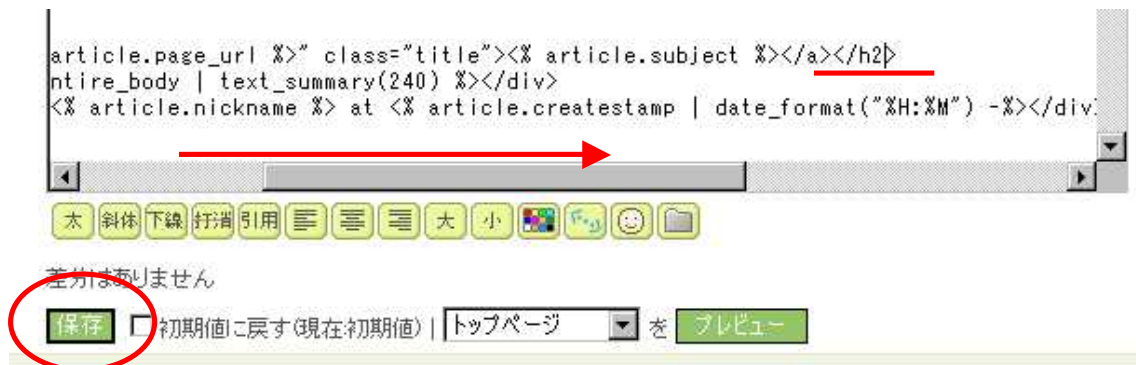 article.page_url %>" class="title"><% article.subject %></a></h2>
ntire_body | text_summary(240) %></div>
<% article.nickname %> at <% article.createstamp | date_format("%H:%M") -%></div>
太 斜体 下線 打消 引用 大 小
差分はありません
保存 初期値に戻す(現在:初期値) | トップページ を プレビュー